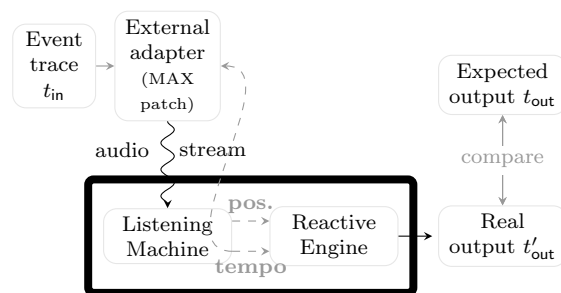 Event
trace
t_in
External
adapter
(MAX
patch)
Expected
output t_out
audio
stream
compare
pos.
Listening
Machine
Reactive
Engine
Real
output t'_out
tempo